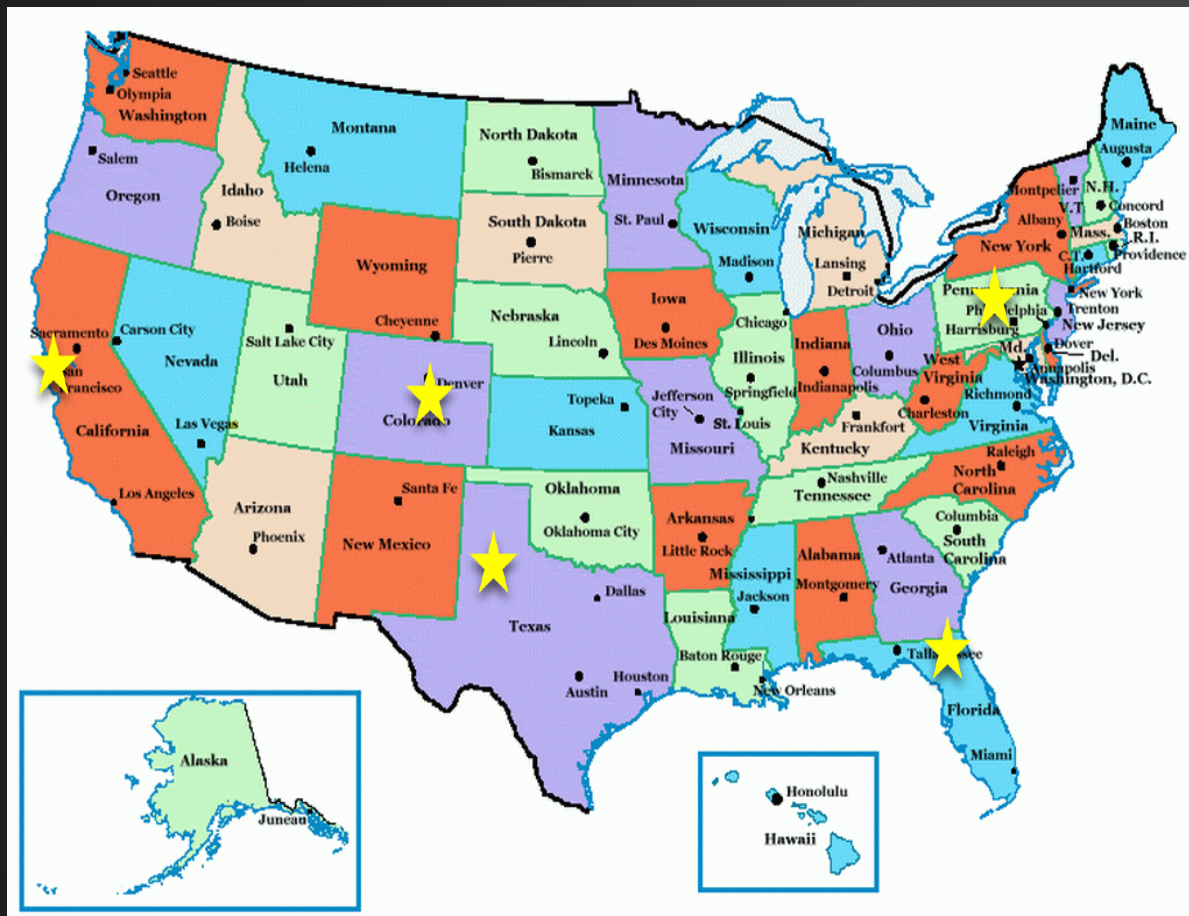 Seattle
Olympia
Washington
Montana
Helena
North Dakota
Bismarck
Minnesota
St. Paul
Maine
Augusta
Salem
Oregon
Idaho
Boise
South Dakota
Pierre
Wisconsin
Madison
Michigan
Lansing
Detroit
Montpelier
V.T.
N.H.
Concord
Albany
Mass.
Boston
R.I.
New York
C.T.
Providence
Hartford
Wyoming
Cheyenne
Iowa
Des Moines
Chicago
New York
Trenton
New Jersey
Harrisburg
Sacramento
Carson City
Nevada
Salt Lake City
Utah
Nebraska
Lincoln
Illinois
Springfield
Indiana
Indianapolis
Ohio
Columbus
West
Virginia
Charleston
Md.
Dover
Del.
Annapolis
Washington, D.C.
Denver
Colorado
Topeka
Kansas
Jefferson
City
St. Louis
Missouri
Frankfort
Kentucky
Richmond
Virginia
California
Las Vegas
Los Angeles
Arizona
Phoenix
Santa Fe
New Mexico
Oklahoma
Oklahoma City
Arkansas
Little Rock
Nashville
Tennessee
Raleigh
North
Carolina
Columbia
South
Carolina
Texas
Dallas
Austin
Houston
Louisiana
Baton Rouge
New Orleans
Mississippi
Jackson
Alabama
Montgomery
Atlanta
Georgia
Florida
Miami
Alaska
Juneau
Honolulu
Hawaii